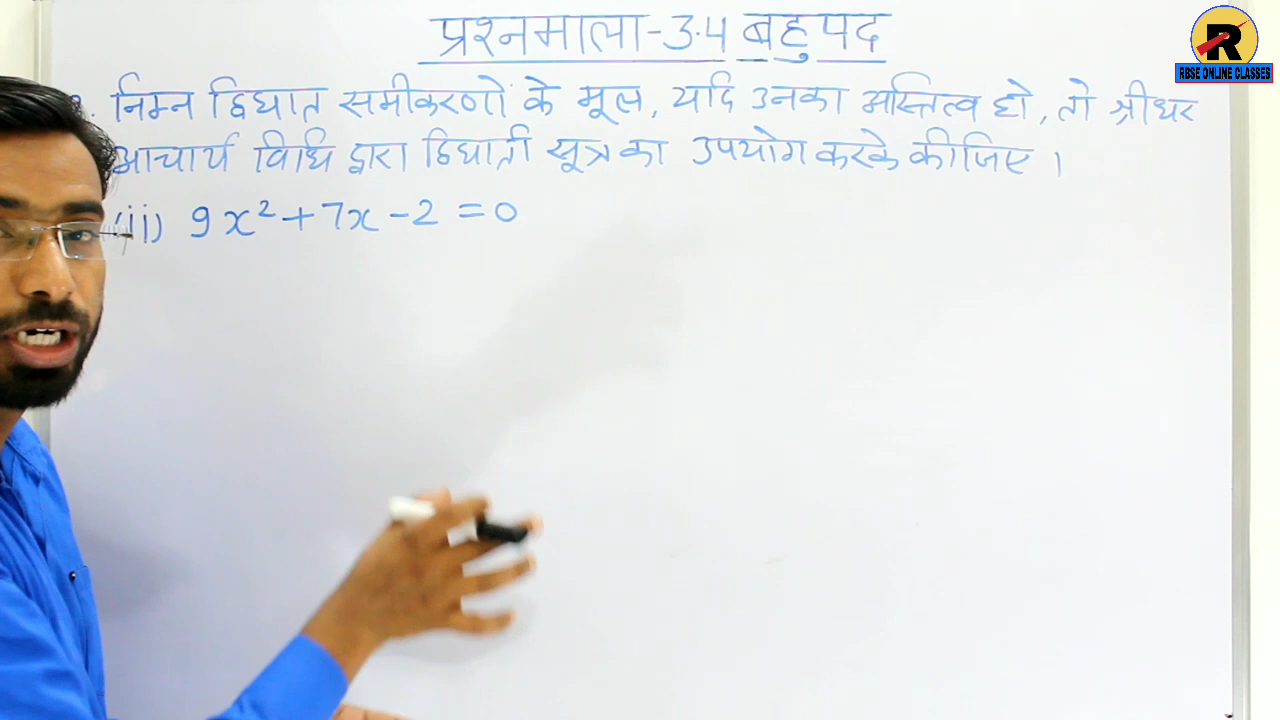 प्रश्नमाला-3.4 बहुपद
R
RBSE ONLINE CLASSES
निम्न द्विघात समीकरणों के मूल, यदि उनका अस्तित्व हो, तो श्रीधर
आचार्य विधि द्वारा द्विघाती सूत्र का उपयोग करके कीजिए।
(ii) 9x² + 7x - 2 = 0